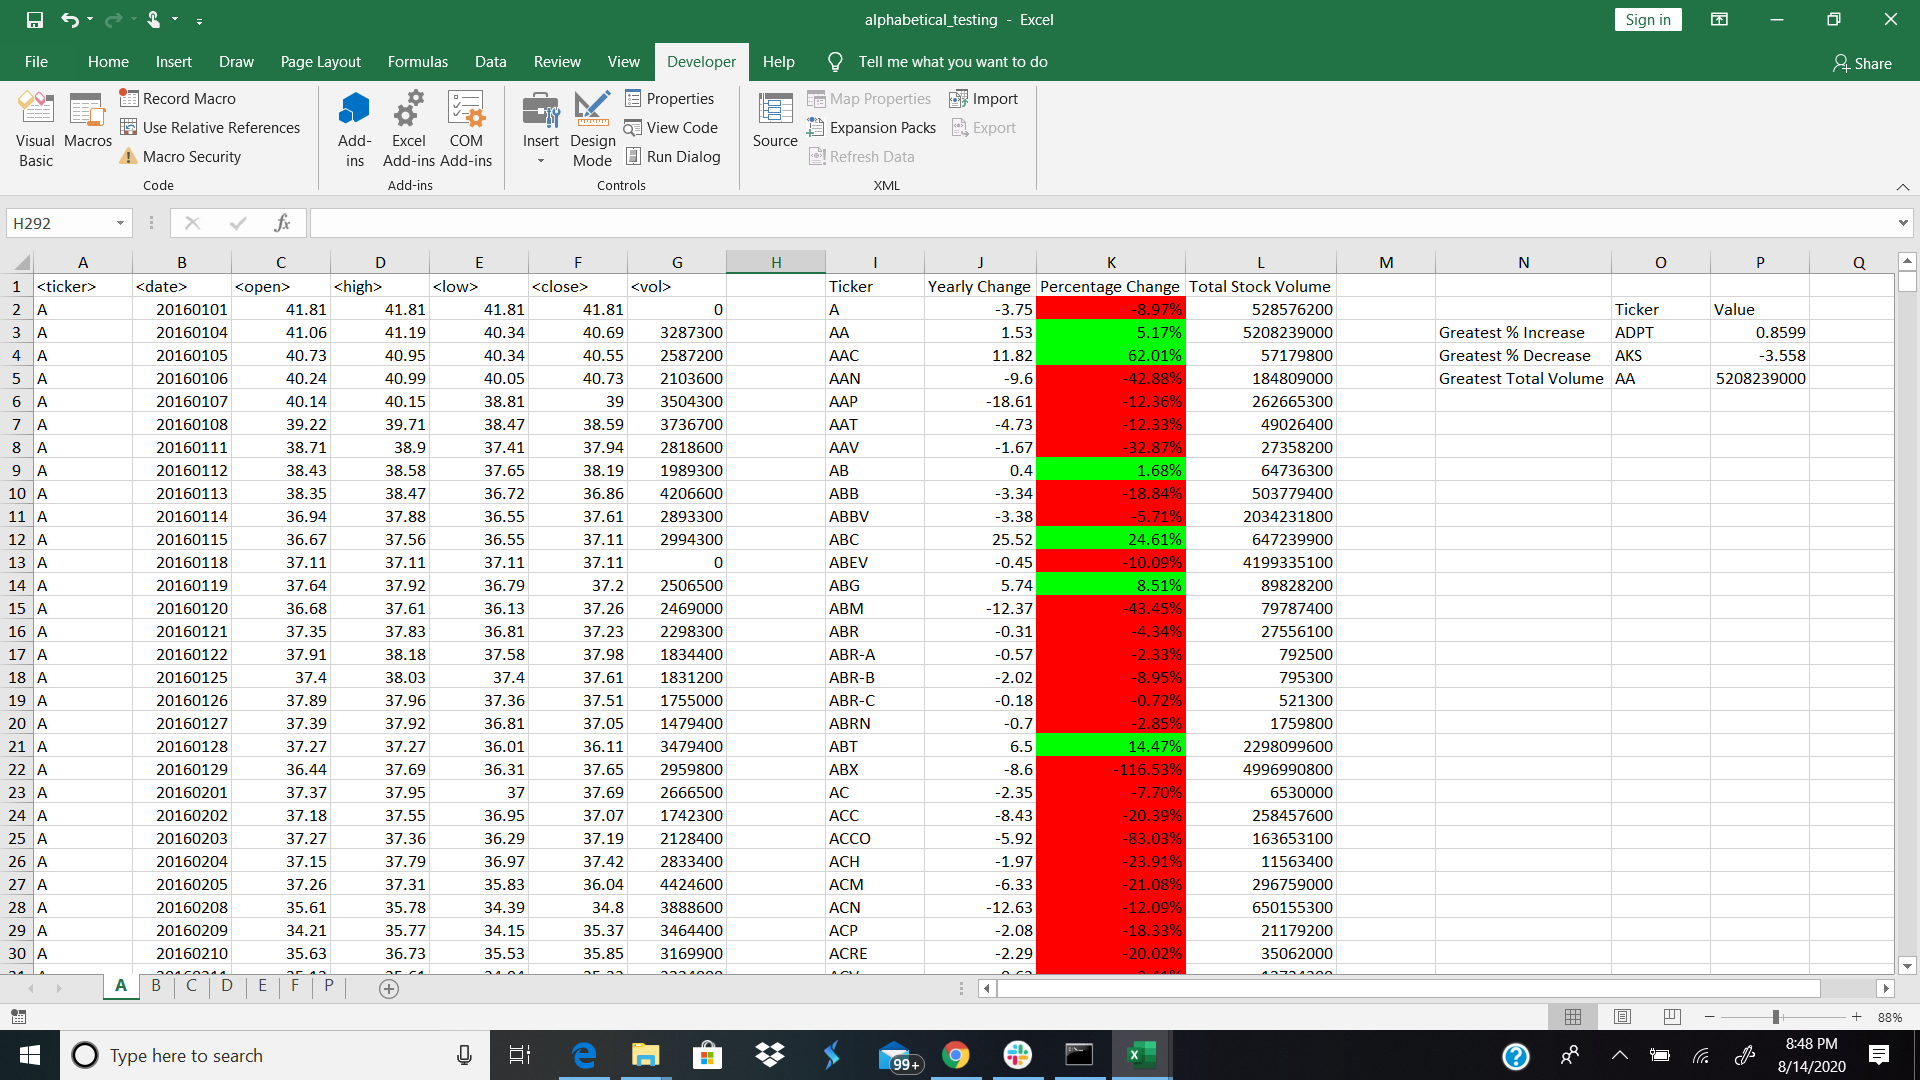 alphabetical_testing - Excel
Sign in
File Home Insert Draw Page Layout Formulas Data Review View Developer Help Tell me what you want to do Share
Visual Basic
Macros
Record Macro
Use Relative References
Macro Security
Code
Add-ins
Excel Add-ins
COM Add-ins
Add-ins
Insert
Design Mode
Properties
View Code
Run Dialog
Controls
Source
Map Properties
Expansion Packs
Refresh Data
Import
Export
XML
H292 fx
A B C D E F G H I J K L M N O P Q
1 <ticker> <date> <open> <high> <low> <close> <vol> Ticker Yearly Change Percentage Change Total Stock Volume
2 A 20160101 41.81 41.81 41.81 41.81 0 A -3.75 -8.97% 528576200 Ticker Value
3 A 20160104 41.06 41.19 40.34 40.69 3287300 AA 1.53 5.17% 5208239000 Greatest % Increase ADPT 0.8599
4 A 20160105 40.73 40.95 40.34 40.55 2587200 AAC 11.82 62.01% 57179800 Greatest % Decrease AKS -3.558
5 A 20160106 40.24 40.99 40.05 40.73 2103600 AAN -9.6 -42.88% 184809000 Greatest Total Volume AA 5208239000
6 A 20160107 40.14 40.15 38.81 39 3504300 AAP -18.61 -12.36% 262665300
7 A 20160108 39.22 39.71 38.47 38.59 3736700 AAT -4.73 -12.33% 49026400
8 A 20160111 38.71 38.9 37.41 37.94 2818600 AAV -1.67 -32.87% 27358200
9 A 20160112 38.43 38.58 37.65 38.19 1989300 AB 0.4 1.68% 64736300
10 A 20160113 38.35 38.47 36.72 36.86 4206600 ABB -3.34 -18.84% 503779400
11 A 20160114 36.94 37.88 36.55 37.61 2893300 ABBV -3.38 -5.71% 2034231800
12 A 20160115 36.67 37.56 36.55 37.11 2994300 ABC 25.52 24.61% 647239900
13 A 20160118 37.11 37.11 37.11 37.11 0 ABEV -0.45 -10.09% 4199335100
14 A 20160119 37.64 37.92 36.79 37.2 2506500 ABG 5.74 8.51% 89828200
15 A 20160120 36.68 37.61 36.13 37.26 2469000 ABM -12.37 -43.45% 79787400
16 A 20160121 37.35 37.83 36.81 37.23 2298300 ABR -0.31 -4.34% 27556100
17 A 20160122 37.91 38.18 37.58 37.98 1834400 ABR-A -0.57 -2.33% 792500
18 A 20160125 37.4 38.03 37.4 37.61 1831200 ABR-B -2.02 -8.95% 795300
19 A 20160126 37.89 37.96 37.36 37.51 1755000 ABR-C -0.18 -0.72% 521300
20 A 20160127 37.39 37.92 36.81 37.05 1479400 ABRN -0.7 -2.85% 1759800
21 A 20160128 37.27 37.27 36.01 36.11 3479400 ABT 6.5 14.47% 2298099600
22 A 20160129 36.44 37.69 36.31 37.65 2959800 ABX -8.6 -116.53% 4996990800
23 A 20160201 37.37 37.95 37 37.69 2666500 AC -2.35 -7.70% 6530000
24 A 20160202 37.18 37.55 36.95 37.07 1742300 ACC -8.43 -20.39% 258457600
25 A 20160203 37.27 37.36 36.29 37.19 2128400 ACCO -5.92 -83.03% 163653100
26 A 20160204 37.15 37.79 36.97 37.42 2833400 ACH -1.97 -23.91% 11563400
27 A 20160205 37.26 37.31 35.83 36.04 4424600 ACM -6.33 -21.08% 296759000
28 A 20160208 35.61 35.78 34.39 34.8 3888600 ACN -12.63 -12.09% 650155300
29 A 20160209 34.21 35.77 34.15 35.37 3464400 ACP -2.08 -18.33% 21179200
30 A 20160210 35.63 36.73 35.53 35.85 3169900 ACRE -2.29 -20.02% 35062000
A B C D E F P
88%
Type here to search
99+
8:48 PM
8/14/2020